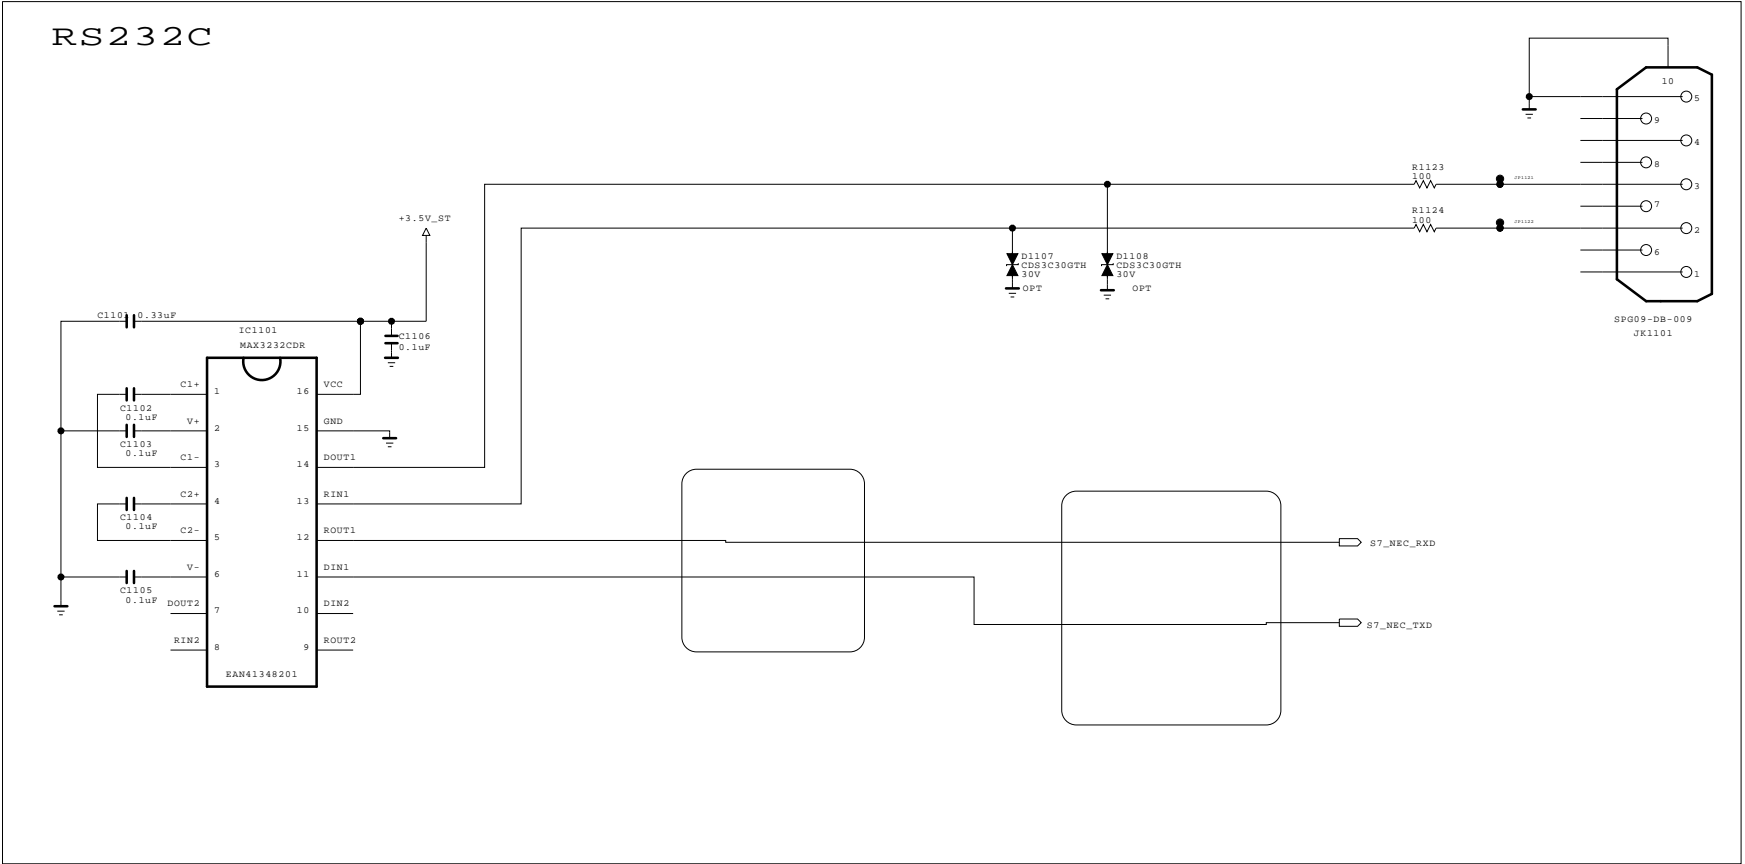 RS232C
10
5
9
4
8
3
7
2
6
1
SPG09-DB-009
JK1101
R1123
100
JP1121
R1124
100
JP1122
+3.5V_ST
D1107
CDS3C30GTH
30V
OPT
D1108
CDS3C30GTH
30V
OPT
C1101 0.33uF
C1106
0.1uF
IC1101
MAX3232CDR
C1+ 1 16 VCC
C1102
0.1uF
V+ 2 15 GND
C1103
0.1uF
C1- 3 14 DOUT1
C2+ 4 13 RIN1
C1104
0.1uF
C2- 5 12 ROUT1
V- 6 11 DIN1
C1105
0.1uF
DOUT2 7 10 DIN2
RIN2 8 9 ROUT2
EAN41348201
S7_NEC_RXD
S7_NEC_TXD